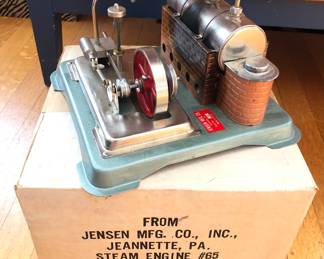 FROM
JENSEN MFG. CO., INC.,
JEANNETTE, PA.
STEAM ENGINE #65